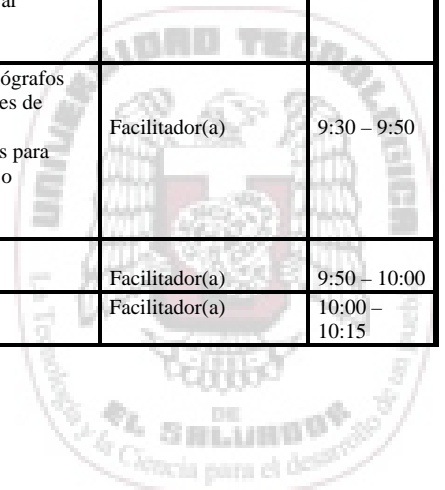 al
ógrafos
es de
s para
o
Facilitador(a)
9:30 – 9:50
Facilitador(a)
9:50 – 10:00
Facilitador(a)
10:00 –
10:15
UNIVERSIDAD TECNOLOGICA
DE
EL SALVADOR
La Tecnología y la Ciencia para el desarrollo de un pueblo